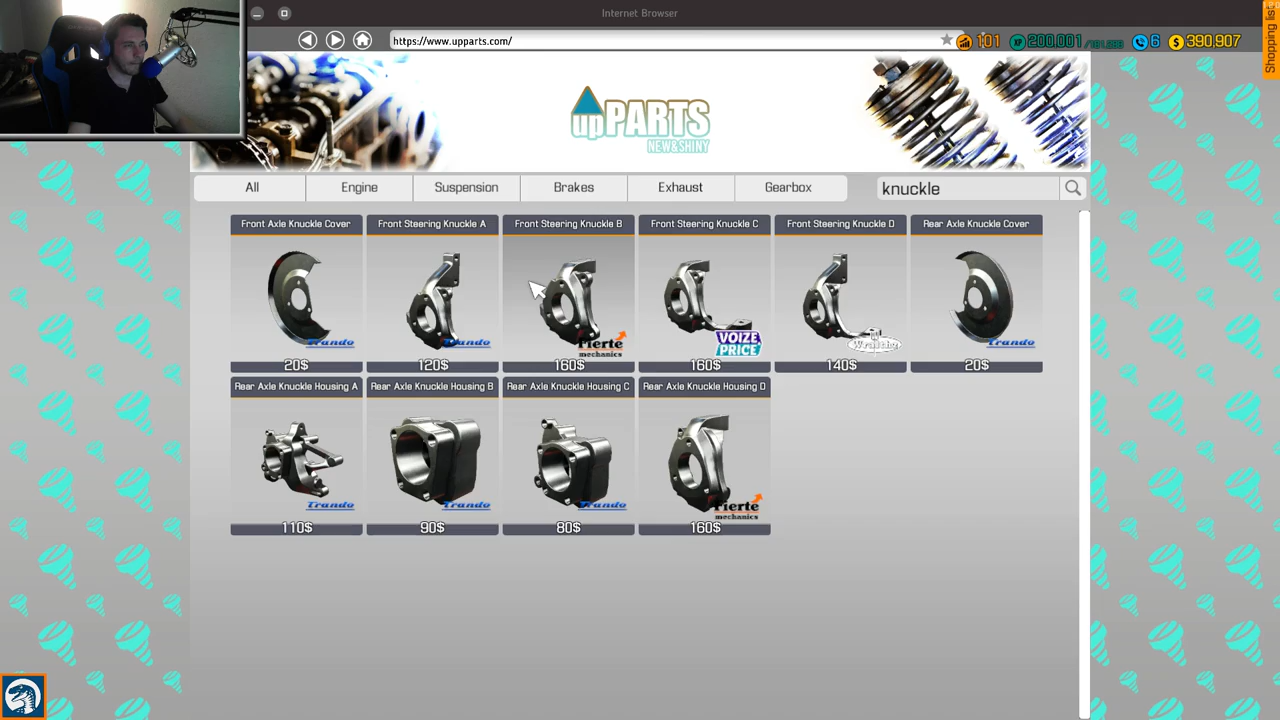 Internet Browser
https://www.upparts.com/
101
200,001
6
$ 390,907
Shopping list
upPARTS
NEW&SHINY
All
Engine
Suspension
Brakes
Exhaust
Gearbox
knuckle
Front Axle Knuckle Cover
Front Steering Knuckle A
Front Steering Knuckle B
Front Steering Knuckle C
Front Steering Knuckle D
Rear Axle Knuckle Cover
Trando
Trando
Fierte
mechanics
VOIZE
PRICE
Trando
20$
120$
160$
160$
140$
20$
Rear Axle Knuckle Housing A
Rear Axle Knuckle Housing B
Rear Axle Knuckle Housing C
Rear Axle Knuckle Housing D
Trando
Trando
Trando
Fierte
mechanics
110$
90$
80$
160$